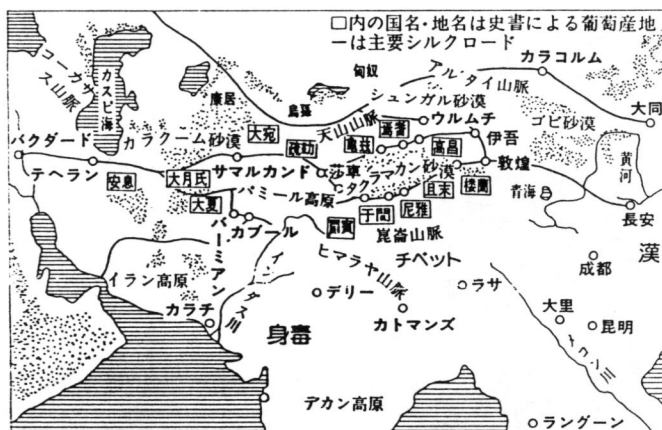 □内の国名・地名は史書による葡萄産地
ーは主要シルクロード
コーカサス山脈
カスピ海
匈奴
アルタイ山脈
カラコルム
康居
烏孫
シュンガル砂漠
大同
天山山脈
ウルムチ
ゴビ砂漠
カラクーム砂漠
大宛
疏勒
亀茲
焉耆
高昌
伊吾
黄河
バクダード
テヘラン
サマルカンド
莎車
タクラマカン砂漠
敦煌
安息
大月氏
パミール高原
且末
楼蘭
青海
長安
大夏
罽賓
于闐
尼雅
崑崙山脈
漢
バーミアン
カブール
チベット
成都
イラン高原
インダス川
ヒマラヤ山脈
デリー
ラサ
大里
昆明
カラチ
身毒
カトマンズ
メコン川
デカン高原
ラングーン